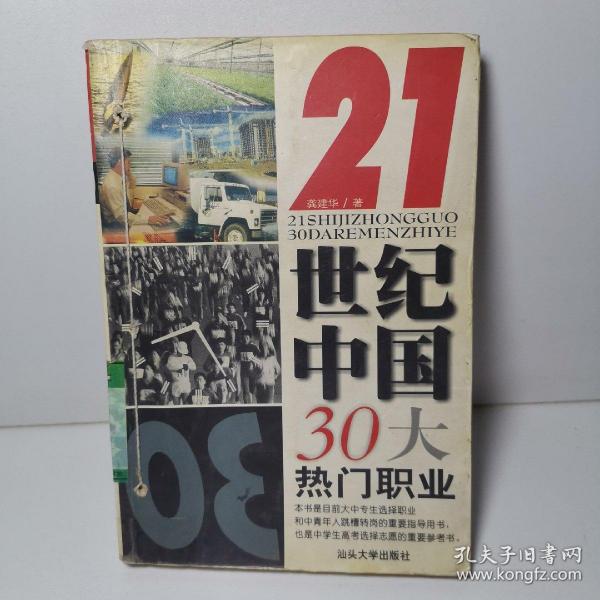 21
龚建华／著
21SHIJIZHONGGUO
30DAREMENZHIYE
世纪
中国
30大
热门职业
本书是目前大中专生选择职业
和中青年人跳槽转岗的重要指导用书，
也是中学生高考选择志愿的重要参考书。
汕头大学出版社
30
孔夫子旧书网
www.kongfz.com